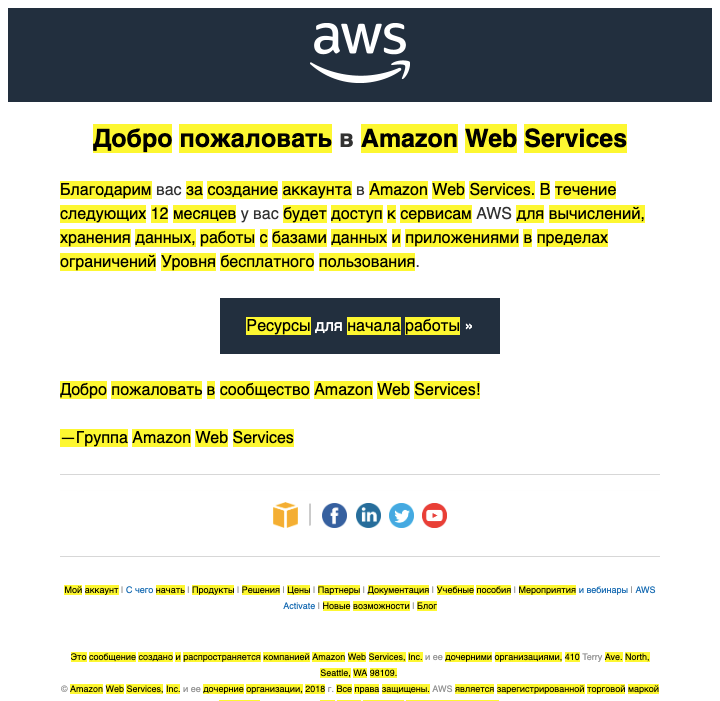 aws
Добро пожаловать в Amazon Web Services
Благодарим вас за создание аккаунта в Amazon Web Services. В течение
следующих 12 месяцев у вас будет доступ к сервисам AWS для вычислений,
хранения данных, работы с базами данных и приложениями в пределах
ограничений Уровня бесплатного пользования.
Ресурсы для начала работы »
Добро пожаловать в сообщество Amazon Web Services!
—Группа Amazon Web Services
Мой аккаунт | С чего начать | Продукты | Решения | Цены | Партнеры | Документация | Учебные пособия | Мероприятия и вебинары | AWS
Activate | Новые возможности | Блог
Это сообщение создано и распространяется компанией Amazon Web Services, Inc. и ее дочерними организациями, 410 Terry Ave. North,
Seattle, WA 98109.
© Amazon Web Services, Inc. и ее дочерние организации, 2018 г. Все права защищены. AWS является зарегистрированной торговой маркой